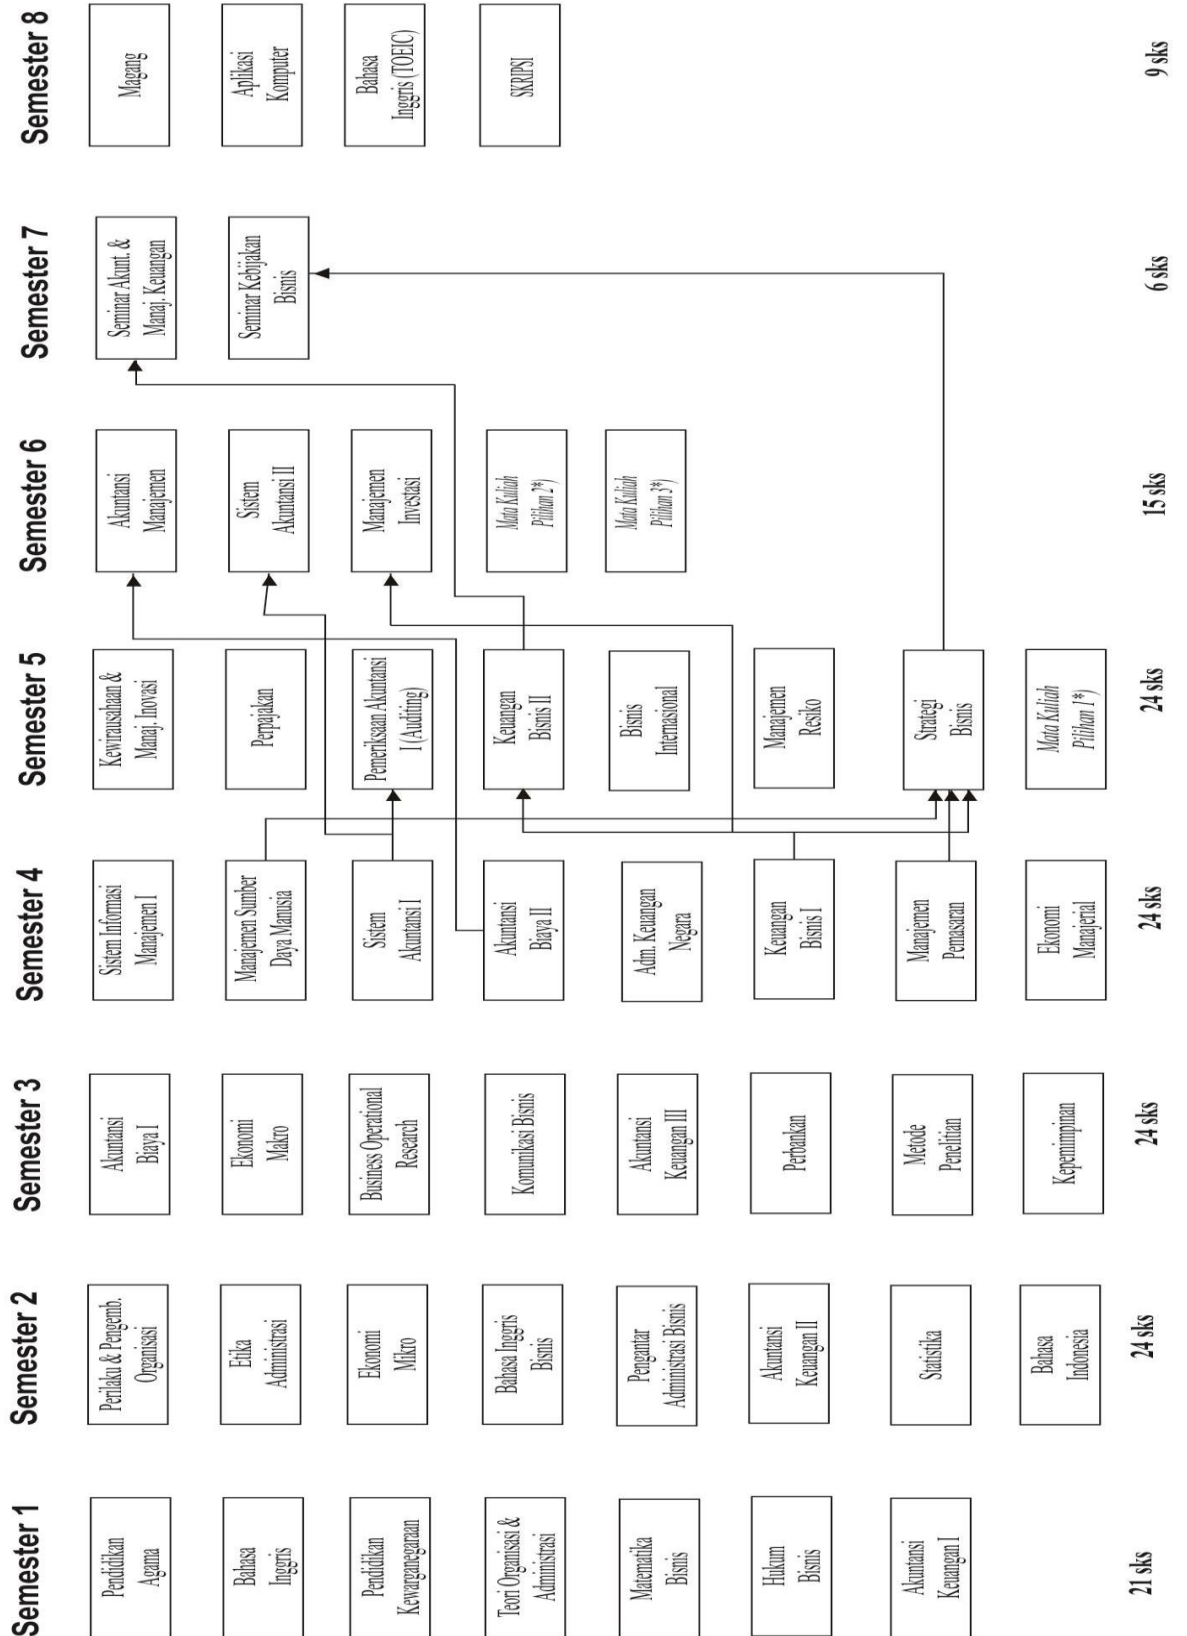 Semester 1
Pendidikan
Agama
Bahasa
Inggris
Pendidikan
Kewarganegaraan
Teori Organisasi &
Administrasi
Matematika
Bisnis
Hukum
Bisnis
Akuntansi
Keuangan I
21 sks
Semester 2
Perilaku & Pengemb.
Organisasi
Etika
Administrasi
Ekonomi
Mikro
Bahasa Inggris
Bisnis
Pengantar
Administrasi Bisnis
Akuntansi
Keuangan II
Statistika
Bahasa
Indonesia
24 sks
Semester 3
Akuntansi
Biaya I
Ekonomi
Makro
Business Operational
Research
Komunikasi Bisnis
Akuntansi
Keuangan III
Perbankan
Metode
Penelitian
Kepemimpinan
24 sks
Semester 4
Sistem Informasi
Manajemen I
Manajemen Sumber
Daya Manusia
Sistem
Akuntansi I
Akuntansi
Biaya II
Adm. Keuangan
Negara
Keuangan
Bisnis I
Manajemen
Pemasaran
Ekonomi
Manajerial
24 sks
Semester 5
Kewirausahaan &
Manaj. Inovasi
Perpajakan
Pemeriksaan Akuntansi
I (Auditing)
Keuangan
Bisnis II
Bisnis
Internasional
Manajemen
Resiko
Strategi
Bisnis
Mata Kuliah
Pilihan 1*)
24 sks
Semester 6
Akuntansi
Manajemen
Sistem
Akuntansi II
Manajemen
Investasi
Mata Kuliah
Pilihan 2*)
Mata Kuliah
Pilihan 3*)
15 sks
Semester 7
Seminar Akunt. &
Manaj. Keuangan
Seminar Kebijakan
Bisnis
6 sks
Semester 8
Magang
Aplikasi
Komputer
Bahasa
Inggris (TOEIC)
SKRIPSI
9 sks